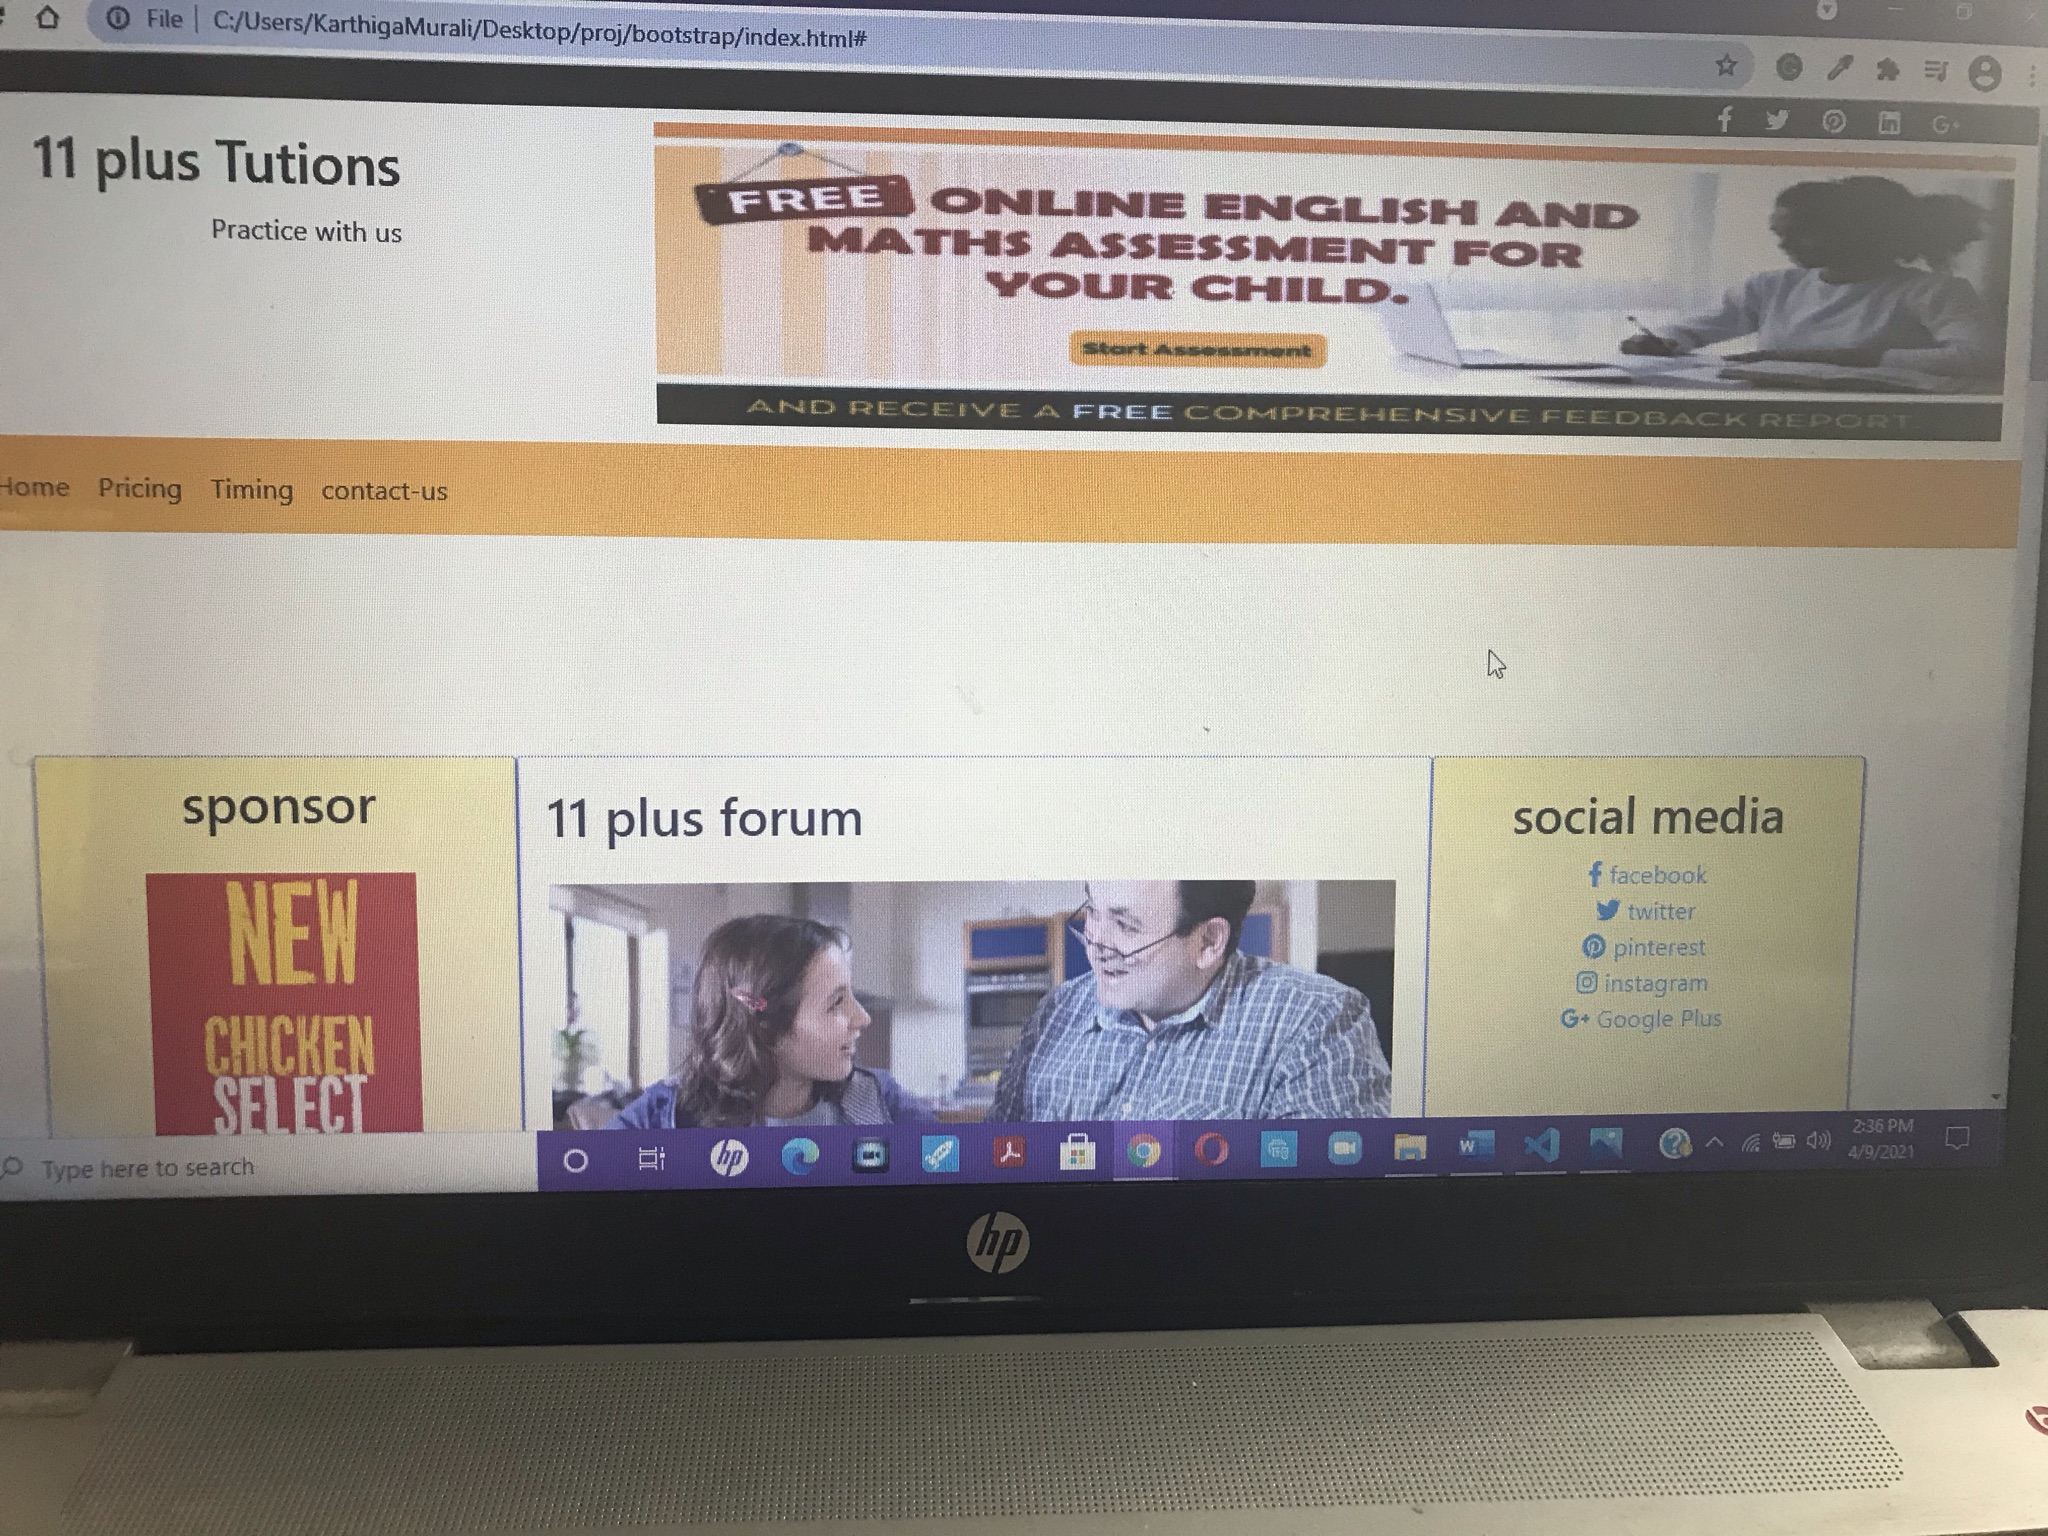 File | C:/Users/KarthigaMurali/Desktop/proj/bootstrap/index.html#
11 plus Tutions
Practice with us
FREE ONLINE ENGLISH AND
MATHS ASSESSMENT FOR
YOUR CHILD.
Start Assessment
AND RECEIVE A FREE COMPREHENSIVE FEEDBACK REPORT
Home Pricing Timing contact-us
sponsor
NEW
CHICKEN
SELECT
11 plus forum
social media
facebook
twitter
pinterest
instagram
G+ Google Plus
Type here to search
hp
2:36 PM
4/9/2021
hp